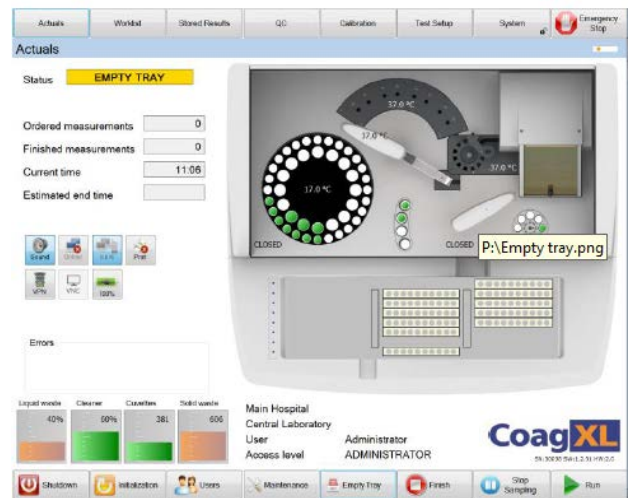 Actuals Worklist Stored Results QC Calibration Test Setup System Emergency Stop
Actuals
Status EMPTY TRAY
Ordered measurements 0
Finished measurements 0
Current time 11:06
Estimated end time
37.0 °C
37.0 °C
37.0 °C
37.0 °C
CLOSED
CLOSED
P:\Empty tray.png
Sound Print
VPN VNC 100%
Errors
Liquid waste Cleaner Cuvettes Solid waste
40% 60% 381 606
Main Hospital
Central Laboratory
User Administrator
Access level ADMINISTRATOR
CoagXL
Shutdown Initialization Users Maintenance Empty Tray Finish Stop Sampling Run